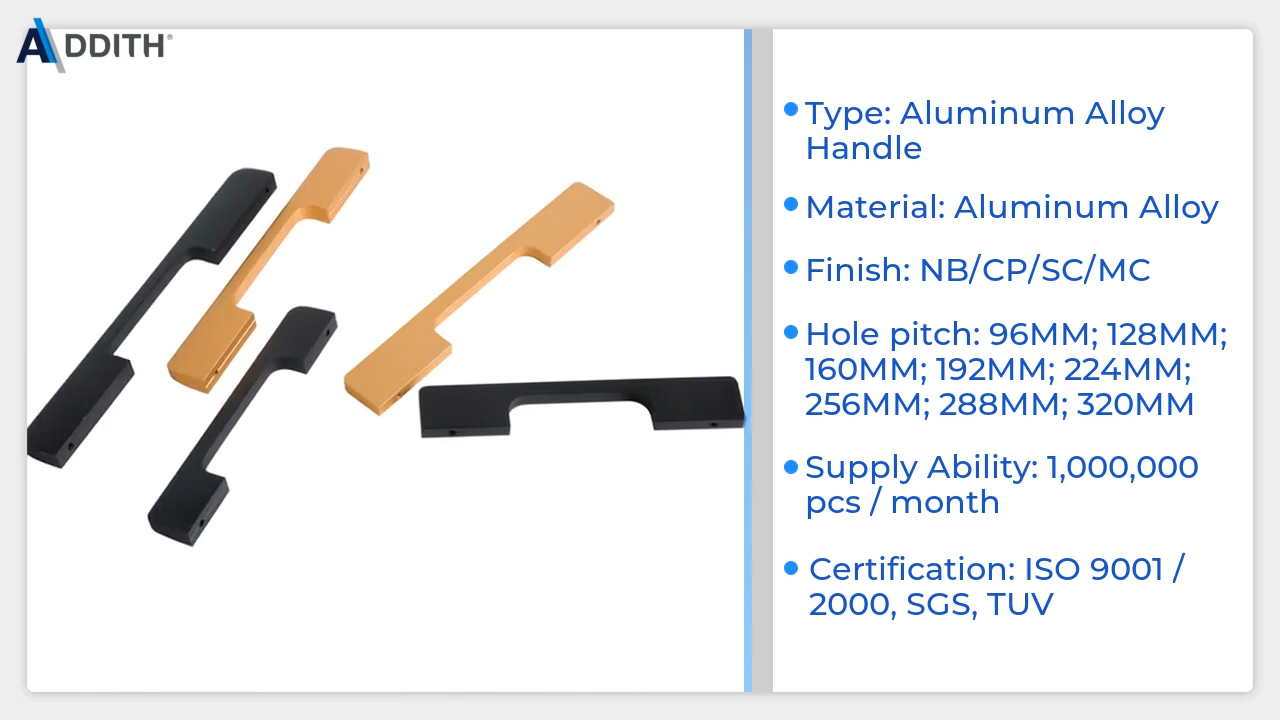 ADDITH®
Type: Aluminum Alloy
Handle
Material: Aluminum Alloy
Finish: NB/CP/SC/MC
Hole pitch: 96MM; 128MM;
160MM; 192MM; 224MM;
256MM; 288MM; 320MM
Supply Ability: 1,000,000
pcs / month
Certification: ISO 9001 /
2000, SGS, TUV